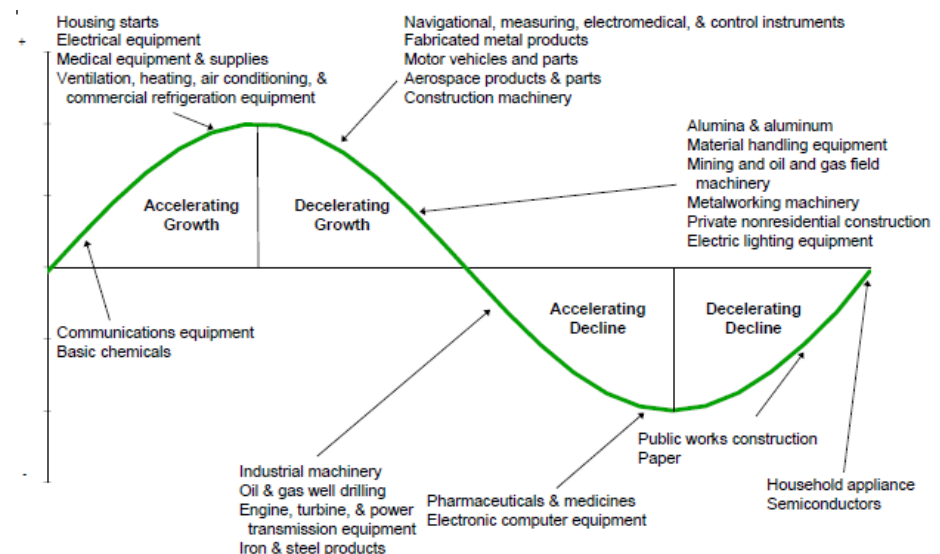 +
Housing starts
Electrical equipment
Medical equipment & supplies
Ventilation, heating, air conditioning, &
commercial refrigeration equipment
Navigational, measuring, electromedical, & control instruments
Fabricated metal products
Motor vehicles and parts
Aerospace products & parts
Construction machinery
Alumina & aluminum
Material handling equipment
Mining and oil and gas field
machinery
Metalworking machinery
Private nonresidential construction
Electric lighting equipment
Accelerating
Growth
Decelerating
Growth
Accelerating
Decline
Decelerating
Decline
Communications equipment
Basic chemicals
-
Industrial machinery
Oil & gas well drilling
Engine, turbine, & power
transmission equipment
Iron & steel products
Pharmaceuticals & medicines
Electronic computer equipment
Public works construction
Paper
Household appliance
Semiconductors